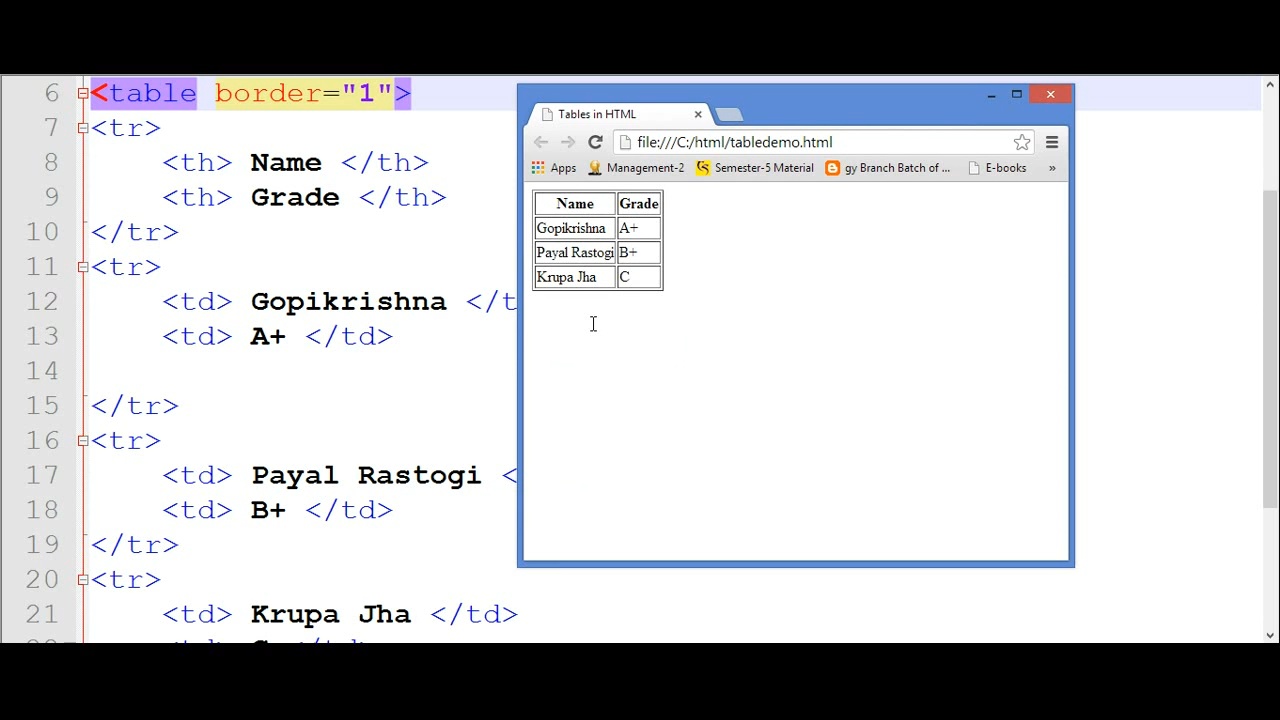 6 <table border="1">
7 <tr>
8 <th> Name </th>
9 <th> Grade </th>
10 </tr>
11 <tr>
12 <td> Gopikrishna </t
13 <td> A+ </td>
14
15 </tr>
16 <tr>
17 <td> Payal Rastogi <
18 <td> B+ </td>
19 </tr>
20 <tr>
21 <td> Krupa Jha </td>
Tables in HTML
file:///C:/html/tabledemo.html
Apps Management-2 Semester-5 Material gy Branch Batch of ... E-books »
Name Grade
Gopikrishna A+
Payal Rastogi B+
Krupa Jha C